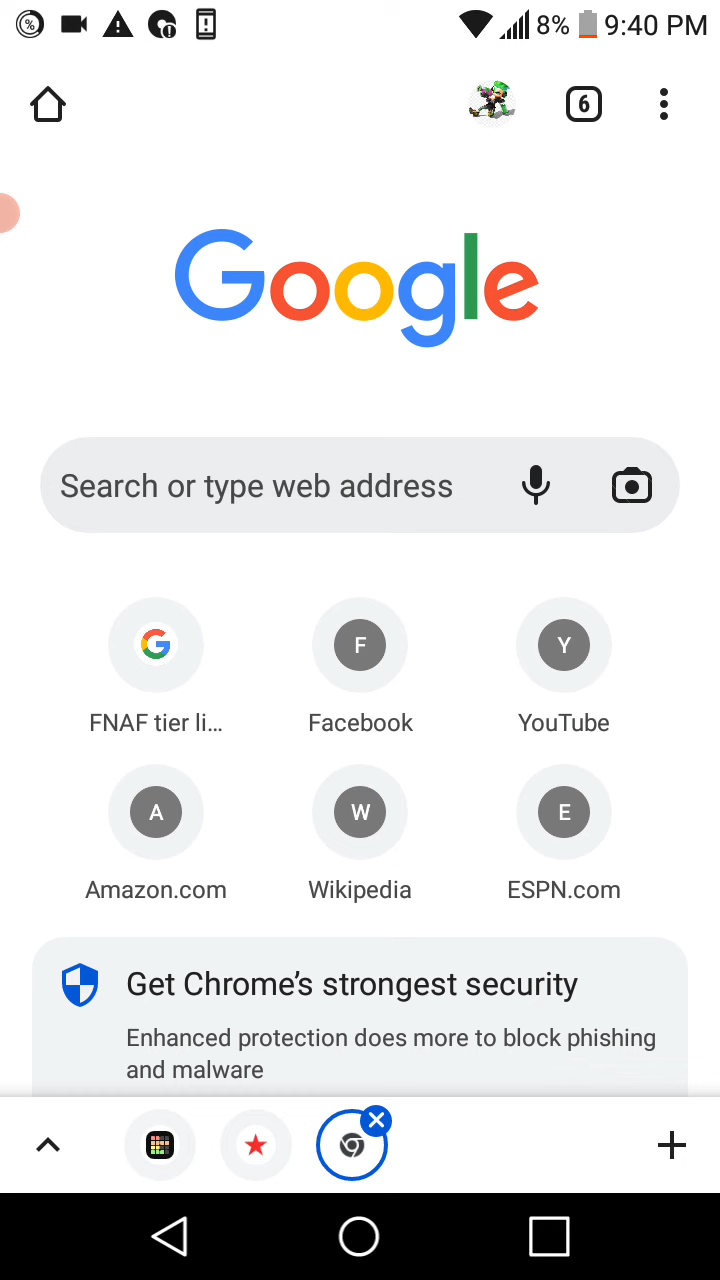 8% 9:40 PM
6
Google
Search or type web address
G F Y
FNAF tier li... Facebook YouTube
A W E
Amazon.com Wikipedia ESPN.com
Get Chrome’s strongest security
Enhanced protection does more to block phishing
and malware